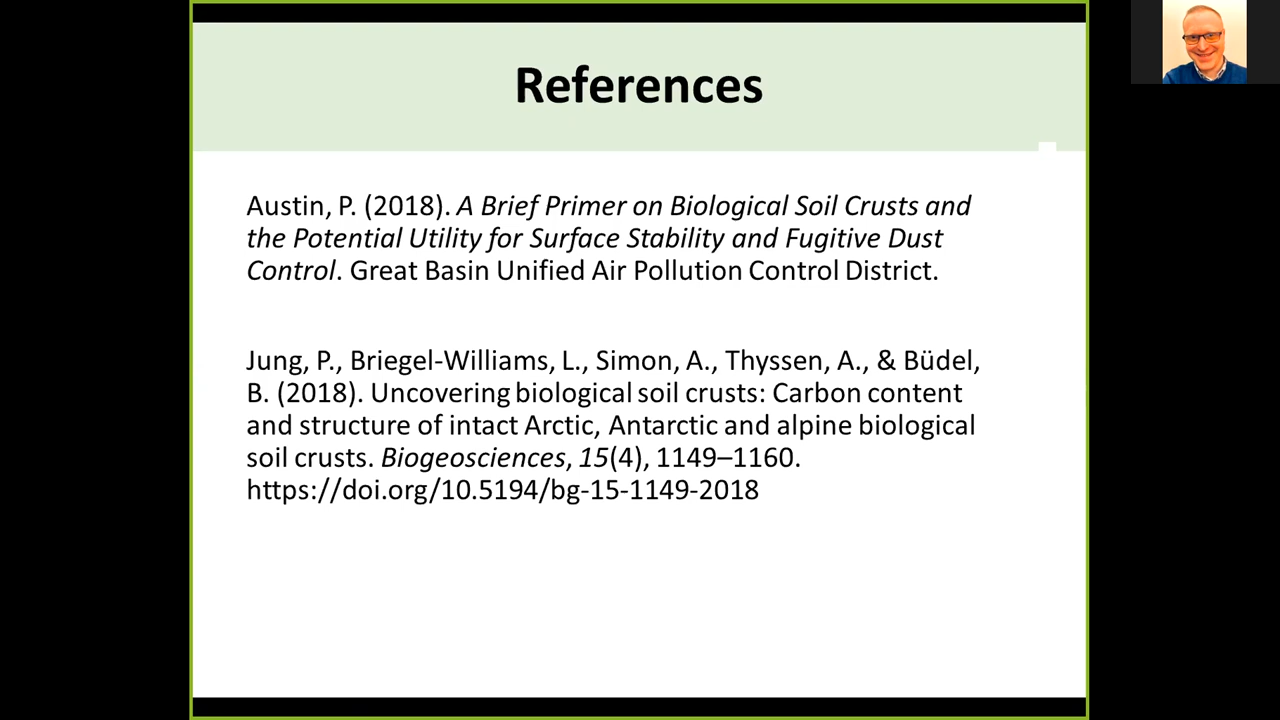 References
Austin, P. (2018). A Brief Primer on Biological Soil Crusts and
the Potential Utility for Surface Stability and Fugitive Dust
Control. Great Basin Unified Air Pollution Control District.
Jung, P., Briegel-Williams, L., Simon, A., Thyssen, A., & Büdel,
B. (2018). Uncovering biological soil crusts: Carbon content
and structure of intact Arctic, Antarctic and alpine biological
soil crusts. Biogeosciences, 15(4), 1149–1160.
https://doi.org/10.5194/bg-15-1149-2018